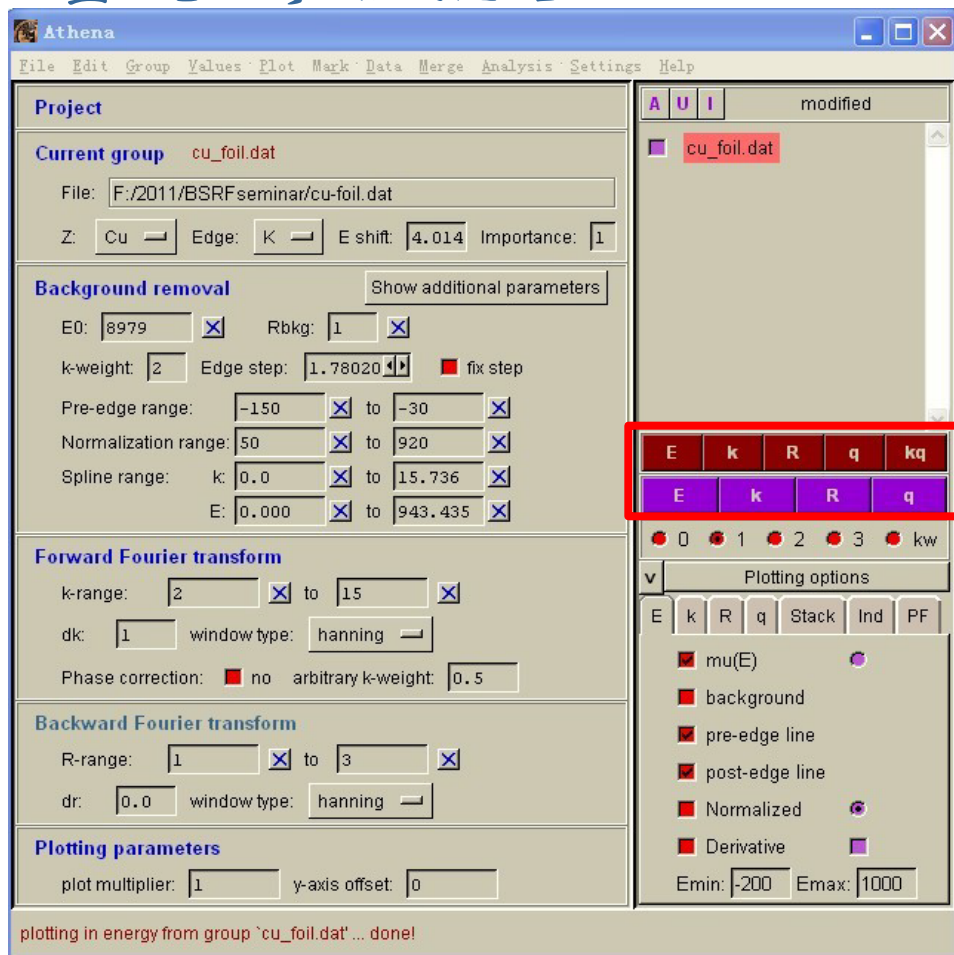 Athena
File Edit Group Values Plot Mark Data Merge Analysis Settings Help
Project
Current group cu_foil.dat
File: F:/2011/BSRFseminar/cu-foil.dat
Z: Cu Edge: K E shift: 4.014 Importance: 1
Background removal Show additional parameters
E0: 8979 Rbkg: 1
k-weight: 2 Edge step: 1.78020 fix step
Pre-edge range: -150 to -30
Normalization range: 50 to 920
Spline range: k: 0.0 to 15.736
E: 0.000 to 943.435
Forward Fourier transform
k-range: 2 to 15
dk: 1 window type: hanning
Phase correction: no arbitrary k-weight: 0.5
Backward Fourier transform
R-range: 1 to 3
dr: 0.0 window type: hanning
Plotting parameters
plot multiplier: 1 y-axis offset: 0
A U I modified
cu_foil.dat
E k R q kq
E k R q
0 1 2 3 kw
v Plotting options
E k R q Stack Ind PF
mu(E)
background
pre-edge line
post-edge line
Normalized
Derivative
Emin: -200 Emax: 1000
plotting in energy from group `cu_foil.dat' ... done!